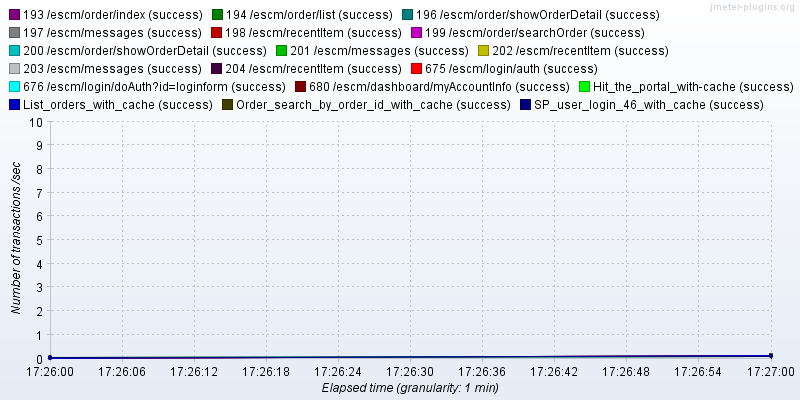 jmeter-plugins.org
193 /escm/order/index (success) 194 /escm/order/list (success) 196 /escm/order/showOrderDetail (success)
197 /escm/messages (success) 198 /escm/recentItem (success) 199 /escm/order/searchOrder (success)
200 /escm/order/showOrderDetail (success) 201 /escm/messages (success) 202 /escm/recentItem (success)
203 /escm/messages (success) 204 /escm/recentItem (success) 675 /escm/login/auth (success)
676 /escm/login/doAuth?id=loginform (success) 680 /escm/dashboard/myAccountInfo (success) Hit_the_portal_with-cache (success)
List_orders_with_cache (success) Order_search_by_order_id_with_cache (success) SP_user_login_46_with_cache (success)
Number of transactions /sec
10
9
8
7
6
5
4
3
2
1
0
17:26:00 17:26:06 17:26:12 17:26:18 17:26:24 17:26:30 17:26:36 17:26:42 17:26:48 17:26:54 17:27:00
Elapsed time (granularity: 1 min)